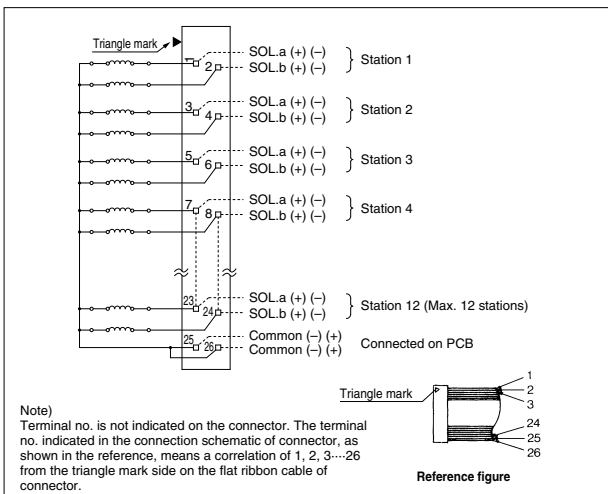 Triangle mark
1
SOL.a (+) (–)
2
SOL.b (+) (–)
Station 1
3
SOL.a (+) (–)
4
SOL.b (+) (–)
Station 2
5
SOL.a (+) (–)
6
SOL.b (+) (–)
Station 3
7
SOL.a (+) (–)
8
SOL.b (+) (–)
Station 4
23
SOL.a (+) (–)
24
SOL.b (+) (–)
Station 12 (Max. 12 stations)
25
Common (–) (+)
26
Common (–) (+)
Connected on PCB
Triangle mark
1
2
3
24
25
26
Reference figure
Note)
Terminal no. is not indicated on the connector. The terminal
no. indicated in the connection schematic of connector, as
shown in the reference, means a correlation of 1, 2, 3····26
from the triangle mark side on the flat ribbon cable of
connector.